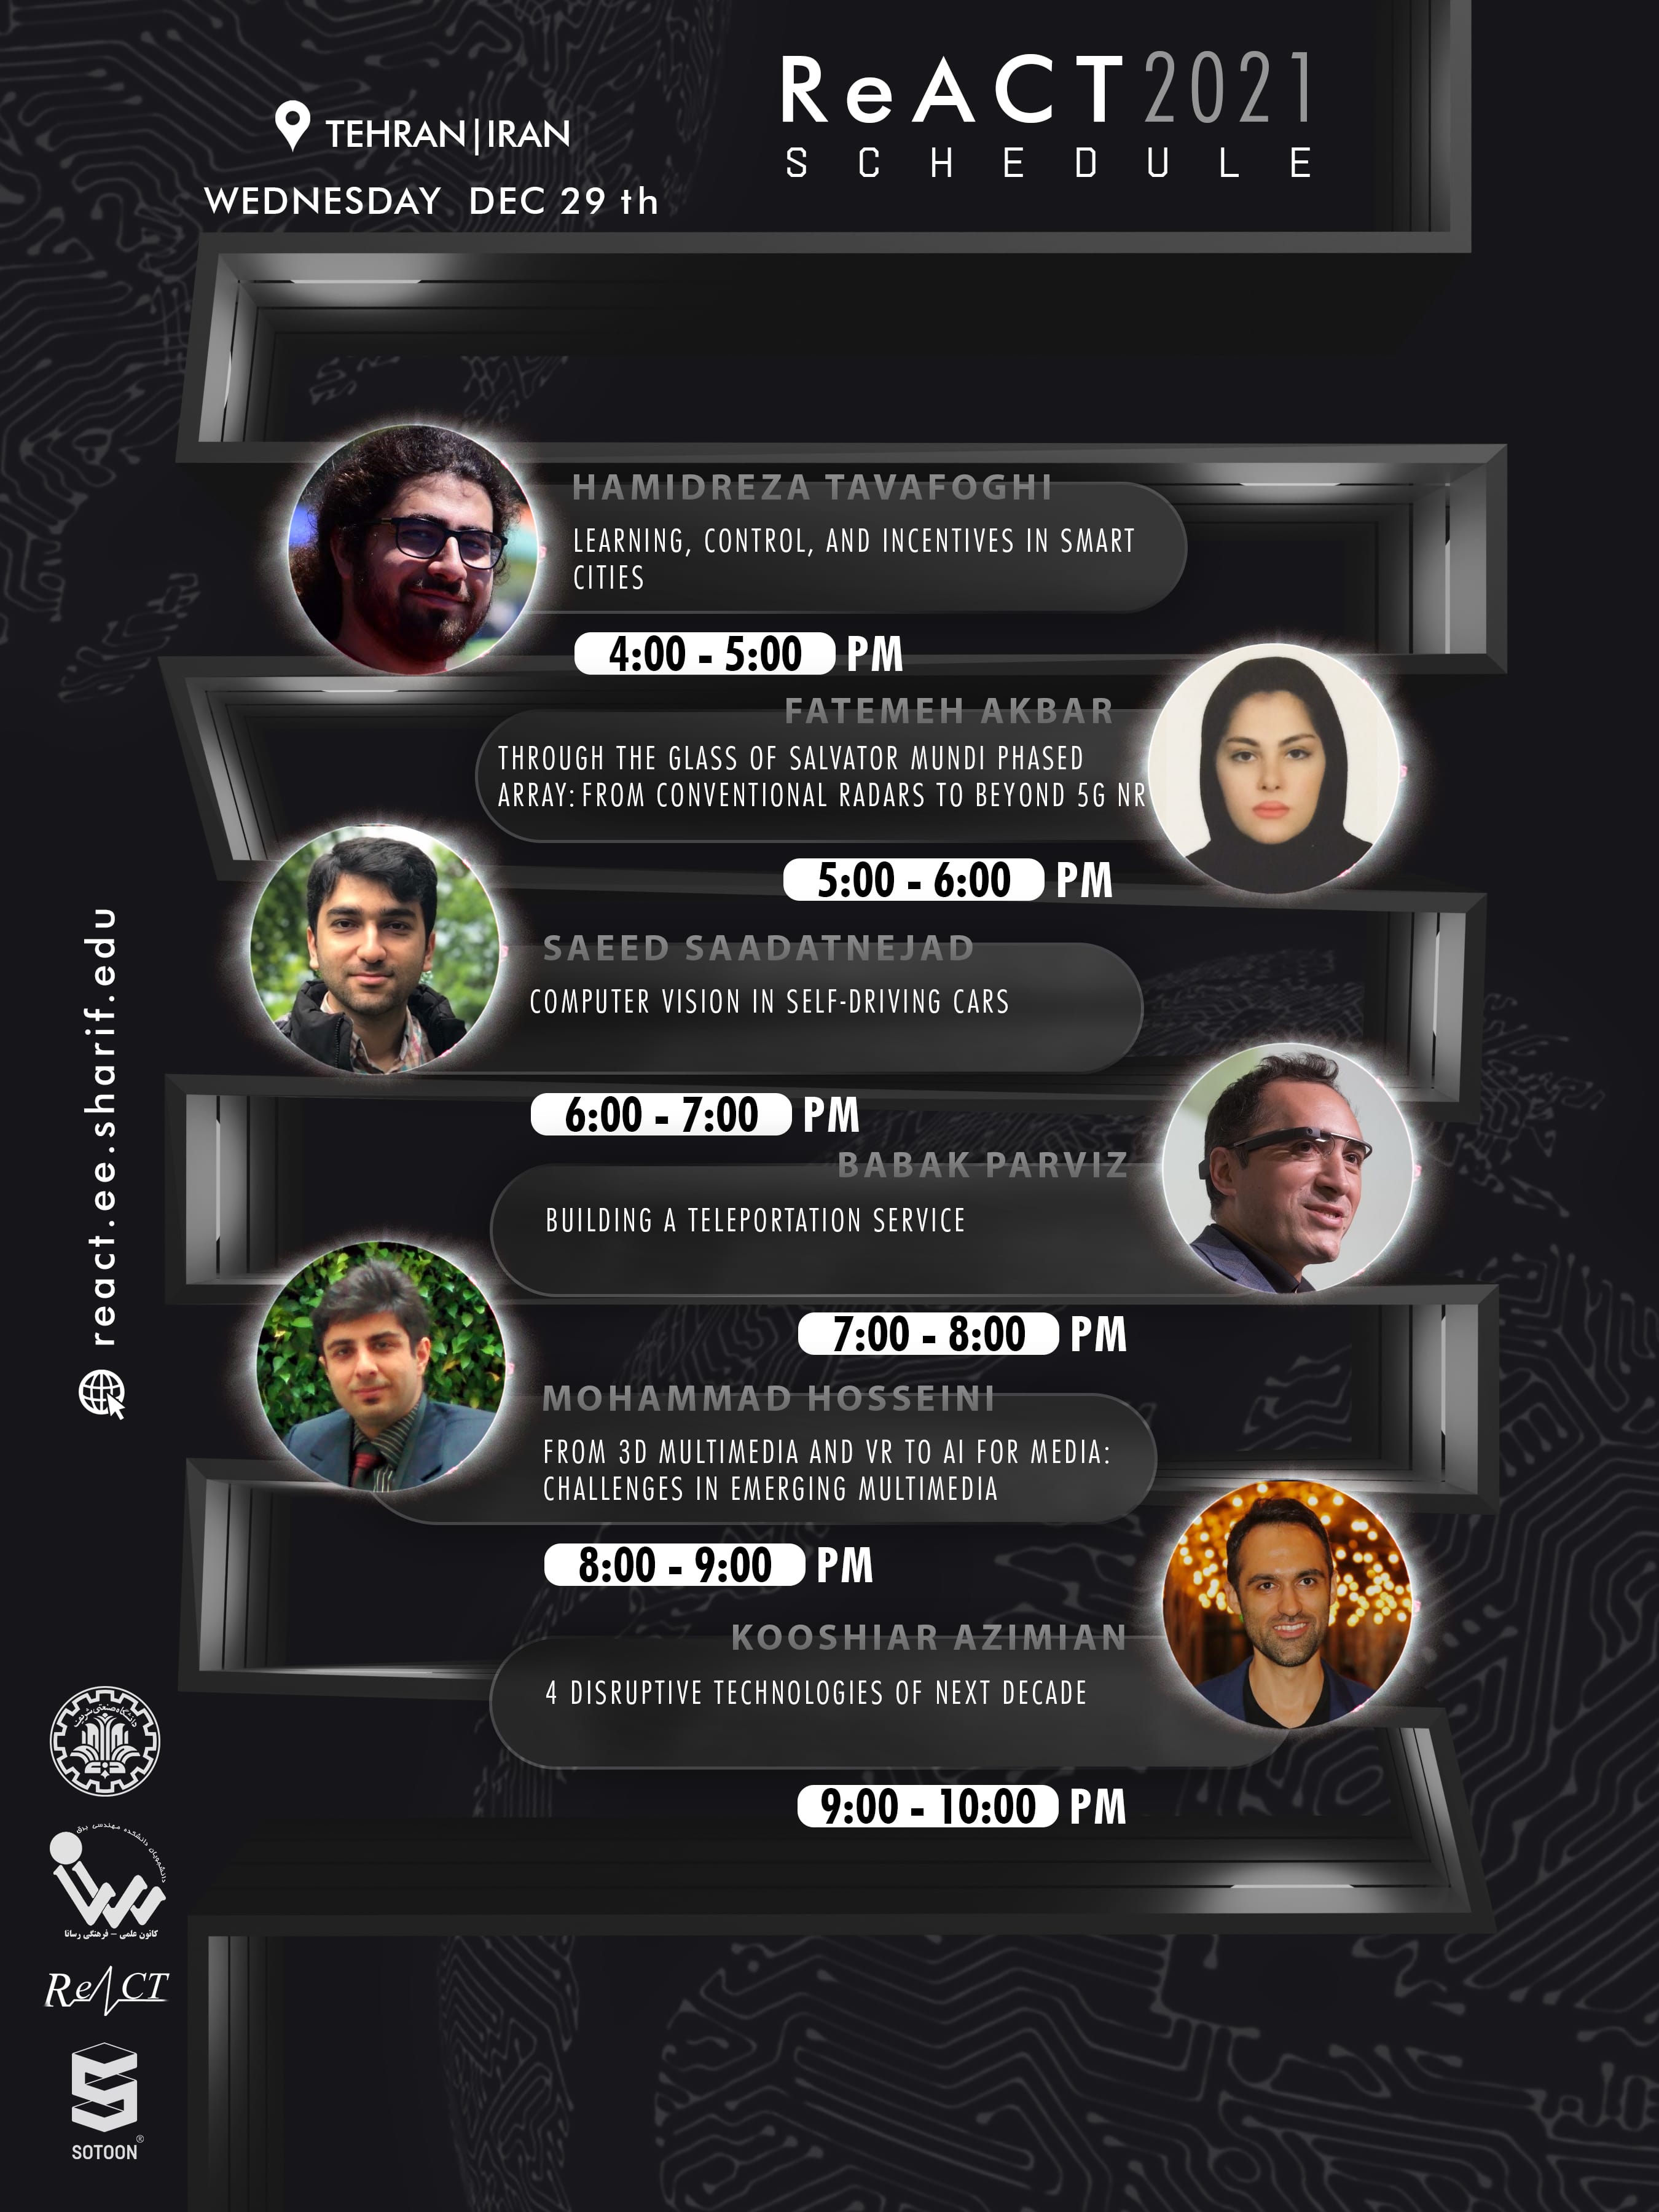 ReACT 2021
SCHEDULE
TEHRAN|IRAN
WEDNESDAY DEC 29 th
HAMIDREZA TAVAFOGHI
LEARNING, CONTROL, AND INCENTIVES IN SMART
CITIES
4:00 - 5:00 PM
FATEMEH AKBAR
THROUGH THE GLASS OF SALVATOR MUNDI PHASED
ARRAY: FROM CONVENTIONAL RADARS TO BEYOND 5G NR
5:00 - 6:00 PM
SAEED SAADATNEJAD
COMPUTER VISION IN SELF-DRIVING CARS
6:00 - 7:00 PM
BABAK PARVIZ
BUILDING A TELEPORTATION SERVICE
7:00 - 8:00 PM
MOHAMMAD HOSSEINI
FROM 3D MULTIMEDIA AND VR TO AI FOR MEDIA:
CHALLENGES IN EMERGING MULTIMEDIA
8:00 - 9:00 PM
KOOSHIAR AZIMIAN
4 DISRUPTIVE TECHNOLOGIES OF NEXT DECADE
9:00 - 10:00 PM
react.ee.sharif.edu
دانشگاه صنعتی شریف
دانشجویان دانشکده مهندسی برق
کانون علمی - فرهنگی رسانا
ReACT
SOTOON®